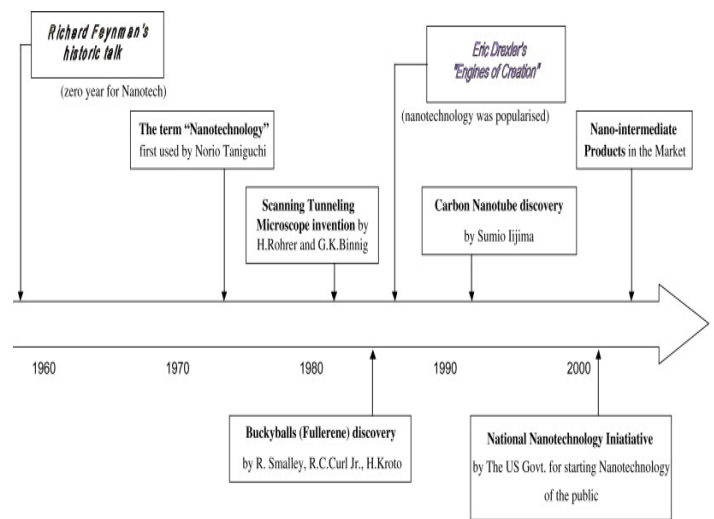 Richard Feynman's
historic talk
(zero year for Nanotech)
The term “Nanotechnology”
first used by Norio Taniguchi
Scanning Tunneling
Microscope invention by
H.Rohrer and G.K.Binnig
Eric Drexler's
"Engines of Creation"
(nanotechnology was popularised)
Carbon Nanotube discovery
by Sumio Iijima
Nano-intermediate
Products in the Market
1960 1970 1980 1990 2000
Buckyballs (Fullerene) discovery
by R. Smalley, R.C.Curl Jr., H.Kroto
National Nanotechnology Iniatiative
by The US Govt. for starting Nanotechnology
of the public